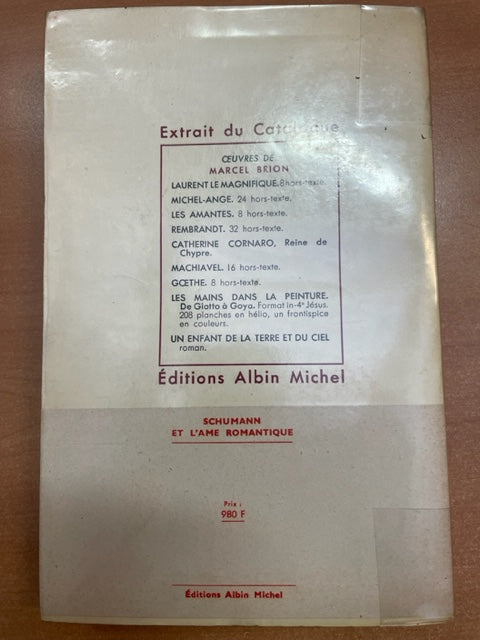 Extrait du Catalogue
ŒUVRES DE
MARCEL BRION
LAURENT LE MAGNIFIQUE. 8 hors-texte.
MICHEL-ANGE. 24 hors-texte.
LES AMANTES. 8 hors-texte.
REMBRANDT. 32 hors-texte.
CATHERINE CORNARO, Reine de
Chypre.
MACHIAVEL. 16 hors-texte.
GŒTHE. 8 hors-texte.
LES MAINS DANS LA PEINTURE.
De Giotto à Goya. Format in-4° Jésus.
208 planches en hélio, un frontispice
en couleurs.
UN ENFANT DE LA TERRE ET DU CIEL
roman.
Éditions Albin Michel
SCHUMANN
ET L'AME ROMANTIQUE
Prix :
980 F
Éditions Albin Michel